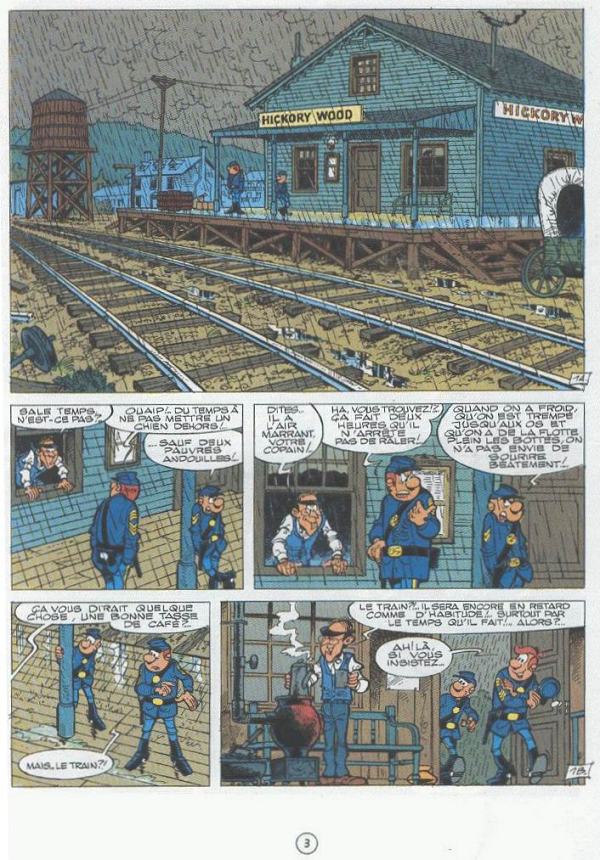 HICKORY WOOD
HICKORY W
1A.
SALE TEMPS,
N'EST-CE PAS?
OUAIP!.. DU TEMPS À
NE PAS METTRE UN
CHIEN DEHORS!..
....SAUF DEUX
PAUVRES
ANDOUILLES!..
DITES..
IL A
L'AIR
MARRANT,
VOTRE
COPAIN!
HA, VOUS TROUVEZ!?.
ÇA FAIT DEUX
HEURES QU'IL
N'ARRÊTE
PAS DE RÂLER!..
QUAND ON A FROID,
QU'ON EST TREMPÉ
JUSQU'AUX OS ET
QU'ON A DE LA FLOTTE
PLEIN LES BOTTES, ON
N'A PAS ENVIE DE
SOURIRE
BÉATEMENT!..
ÇA VOUS DIRAIT QUELQUE
CHOSE, UNE BONNE TASSE
DE CAFÉ?...
MAIS..LE TRAIN?!
LE TRAIN?!.. IL SERA ENCORE EN RETARD
COMME D'HABITUDE!.. SURTOUT PAR
LE TEMPS QU'IL FAIT!... ALORS?...
AH!LÀ,
SI VOUS
INSISTEZ...
1B.
3